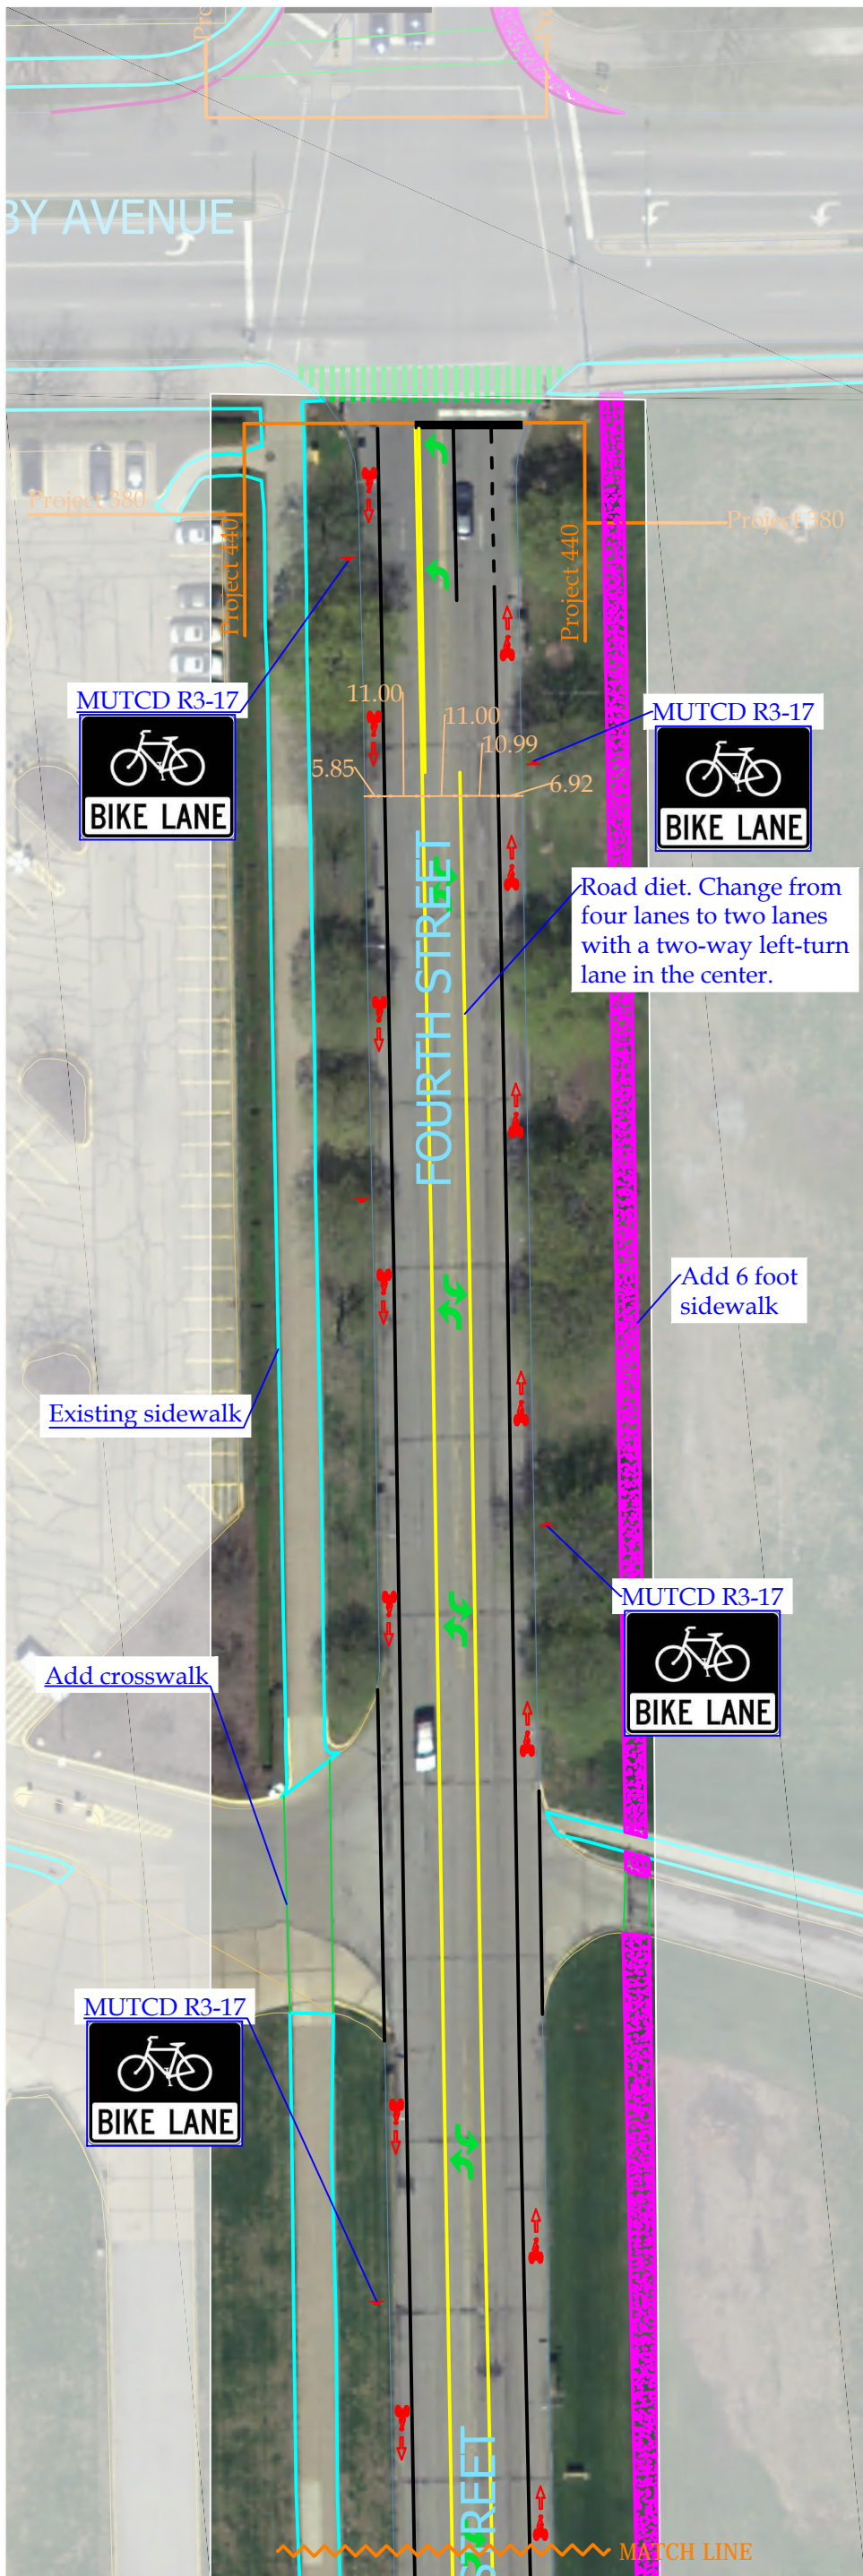 BY AVENUE
Project 380
Project 440
Project 440
Project 380
MUTCD R3-17
BIKE LANE
11.00
11.00
10.99
5.85
6.92
MUTCD R3-17
BIKE LANE
FOURTH STREET
Road diet. Change from
four lanes to two lanes
with a two-way left-turn
lane in the center.
Add 6 foot
sidewalk
Existing sidewalk
MUTCD R3-17
BIKE LANE
Add crosswalk
MUTCD R3-17
BIKE LANE
STREET
MATCH LINE